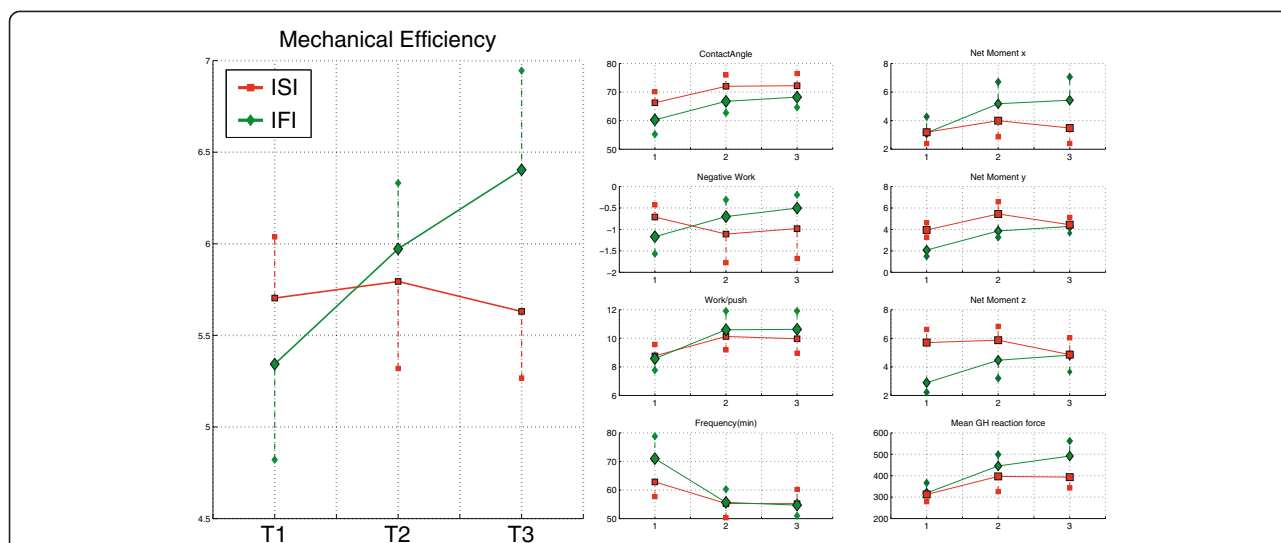 Mechanical Efficiency
7
6.5
6
5.5
5
4.5
T1 T2 T3
ISI
IFI
ContactAngle
80
70
60
50
1 2 3
Negative Work
0
−0.5
−1
−1.5
−2
1 2 3
Work/push
12
10
8
6
1 2 3
Frequency(min)
80
70
60
50
1 2 3
Net Moment x
8
6
4
2
1 2 3
Net Moment y
8
6
4
2
0
1 2 3
Net Moment z
8
6
4
2
1 2 3
Mean GH reaction force
600
500
400
300
200
1 2 3